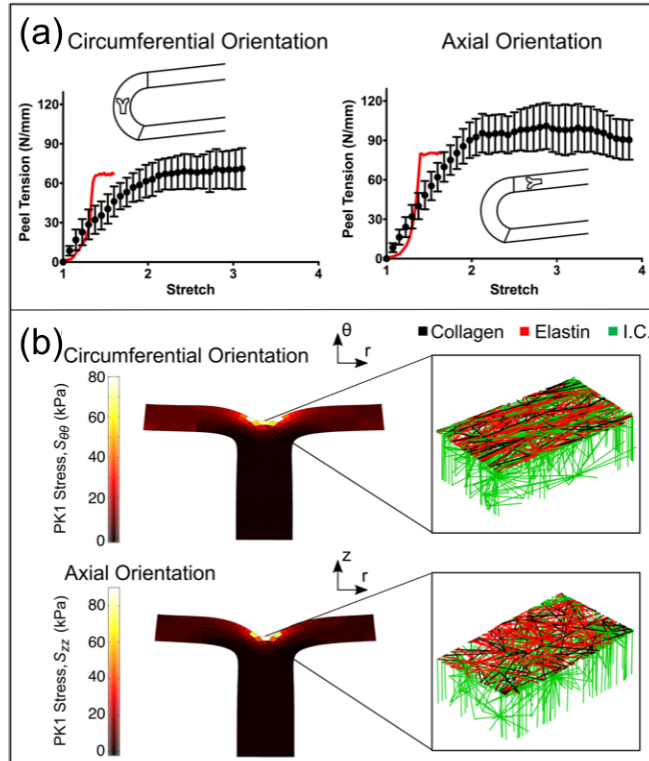 (a)
Circumferential Orientation
Axial Orientation
Peel Tension (N/mm)
120
90
60
30
0
1
2
3
4
Stretch
Peel Tension (N/mm)
120
90
60
30
0
1
2
3
4
Stretch
(b)
Circumferential Orientation
θ
r
Collagen
Elastin
I.C.
PK1 Stress, Sθθ (kPa)
80
60
40
20
0
Axial Orientation
z
r
PK1 Stress, Szz (kPa)
80
60
40
20
0